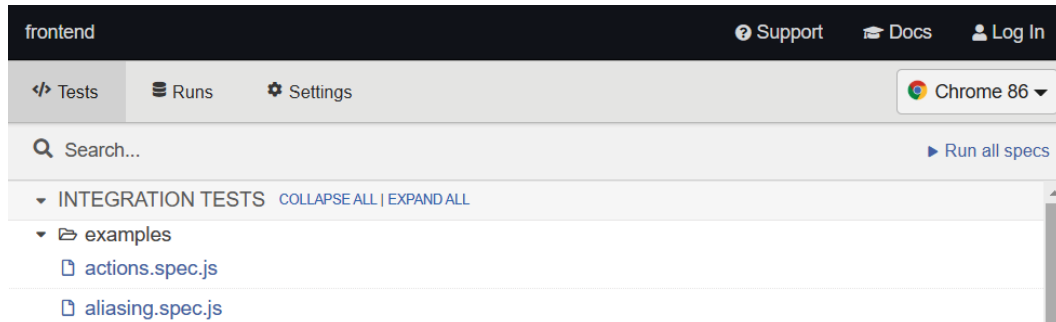 frontend Support Docs Log In
Tests Runs Settings Chrome 86
Search... Run all specs
INTEGRATION TESTS COLLAPSE ALL | EXPAND ALL
examples
actions.spec.js
aliasing.spec.js